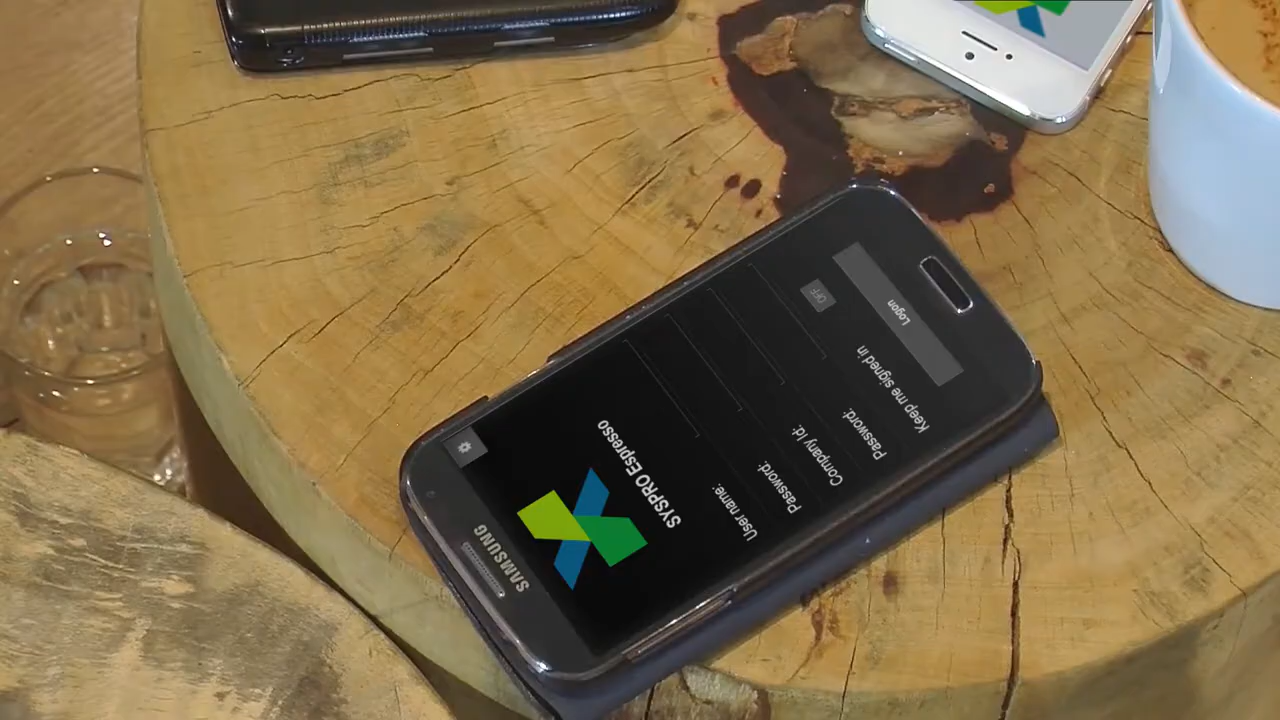 SAMSUNG
SYSPRO Espresso
User name:
Password:
Company Id:
Password:
Keep me signed in
OFF
Logon